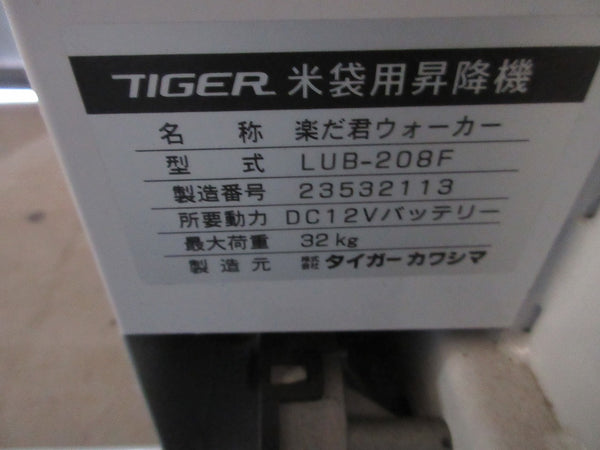 TIGER 米袋用昇降機
名称 楽だ君ウォーカー
型式 LUB-208F
製造番号 23532113
所要動力 DC12Vバッテリー
最大荷重 32kg
製造元 株式会社 タイガーカワシマ